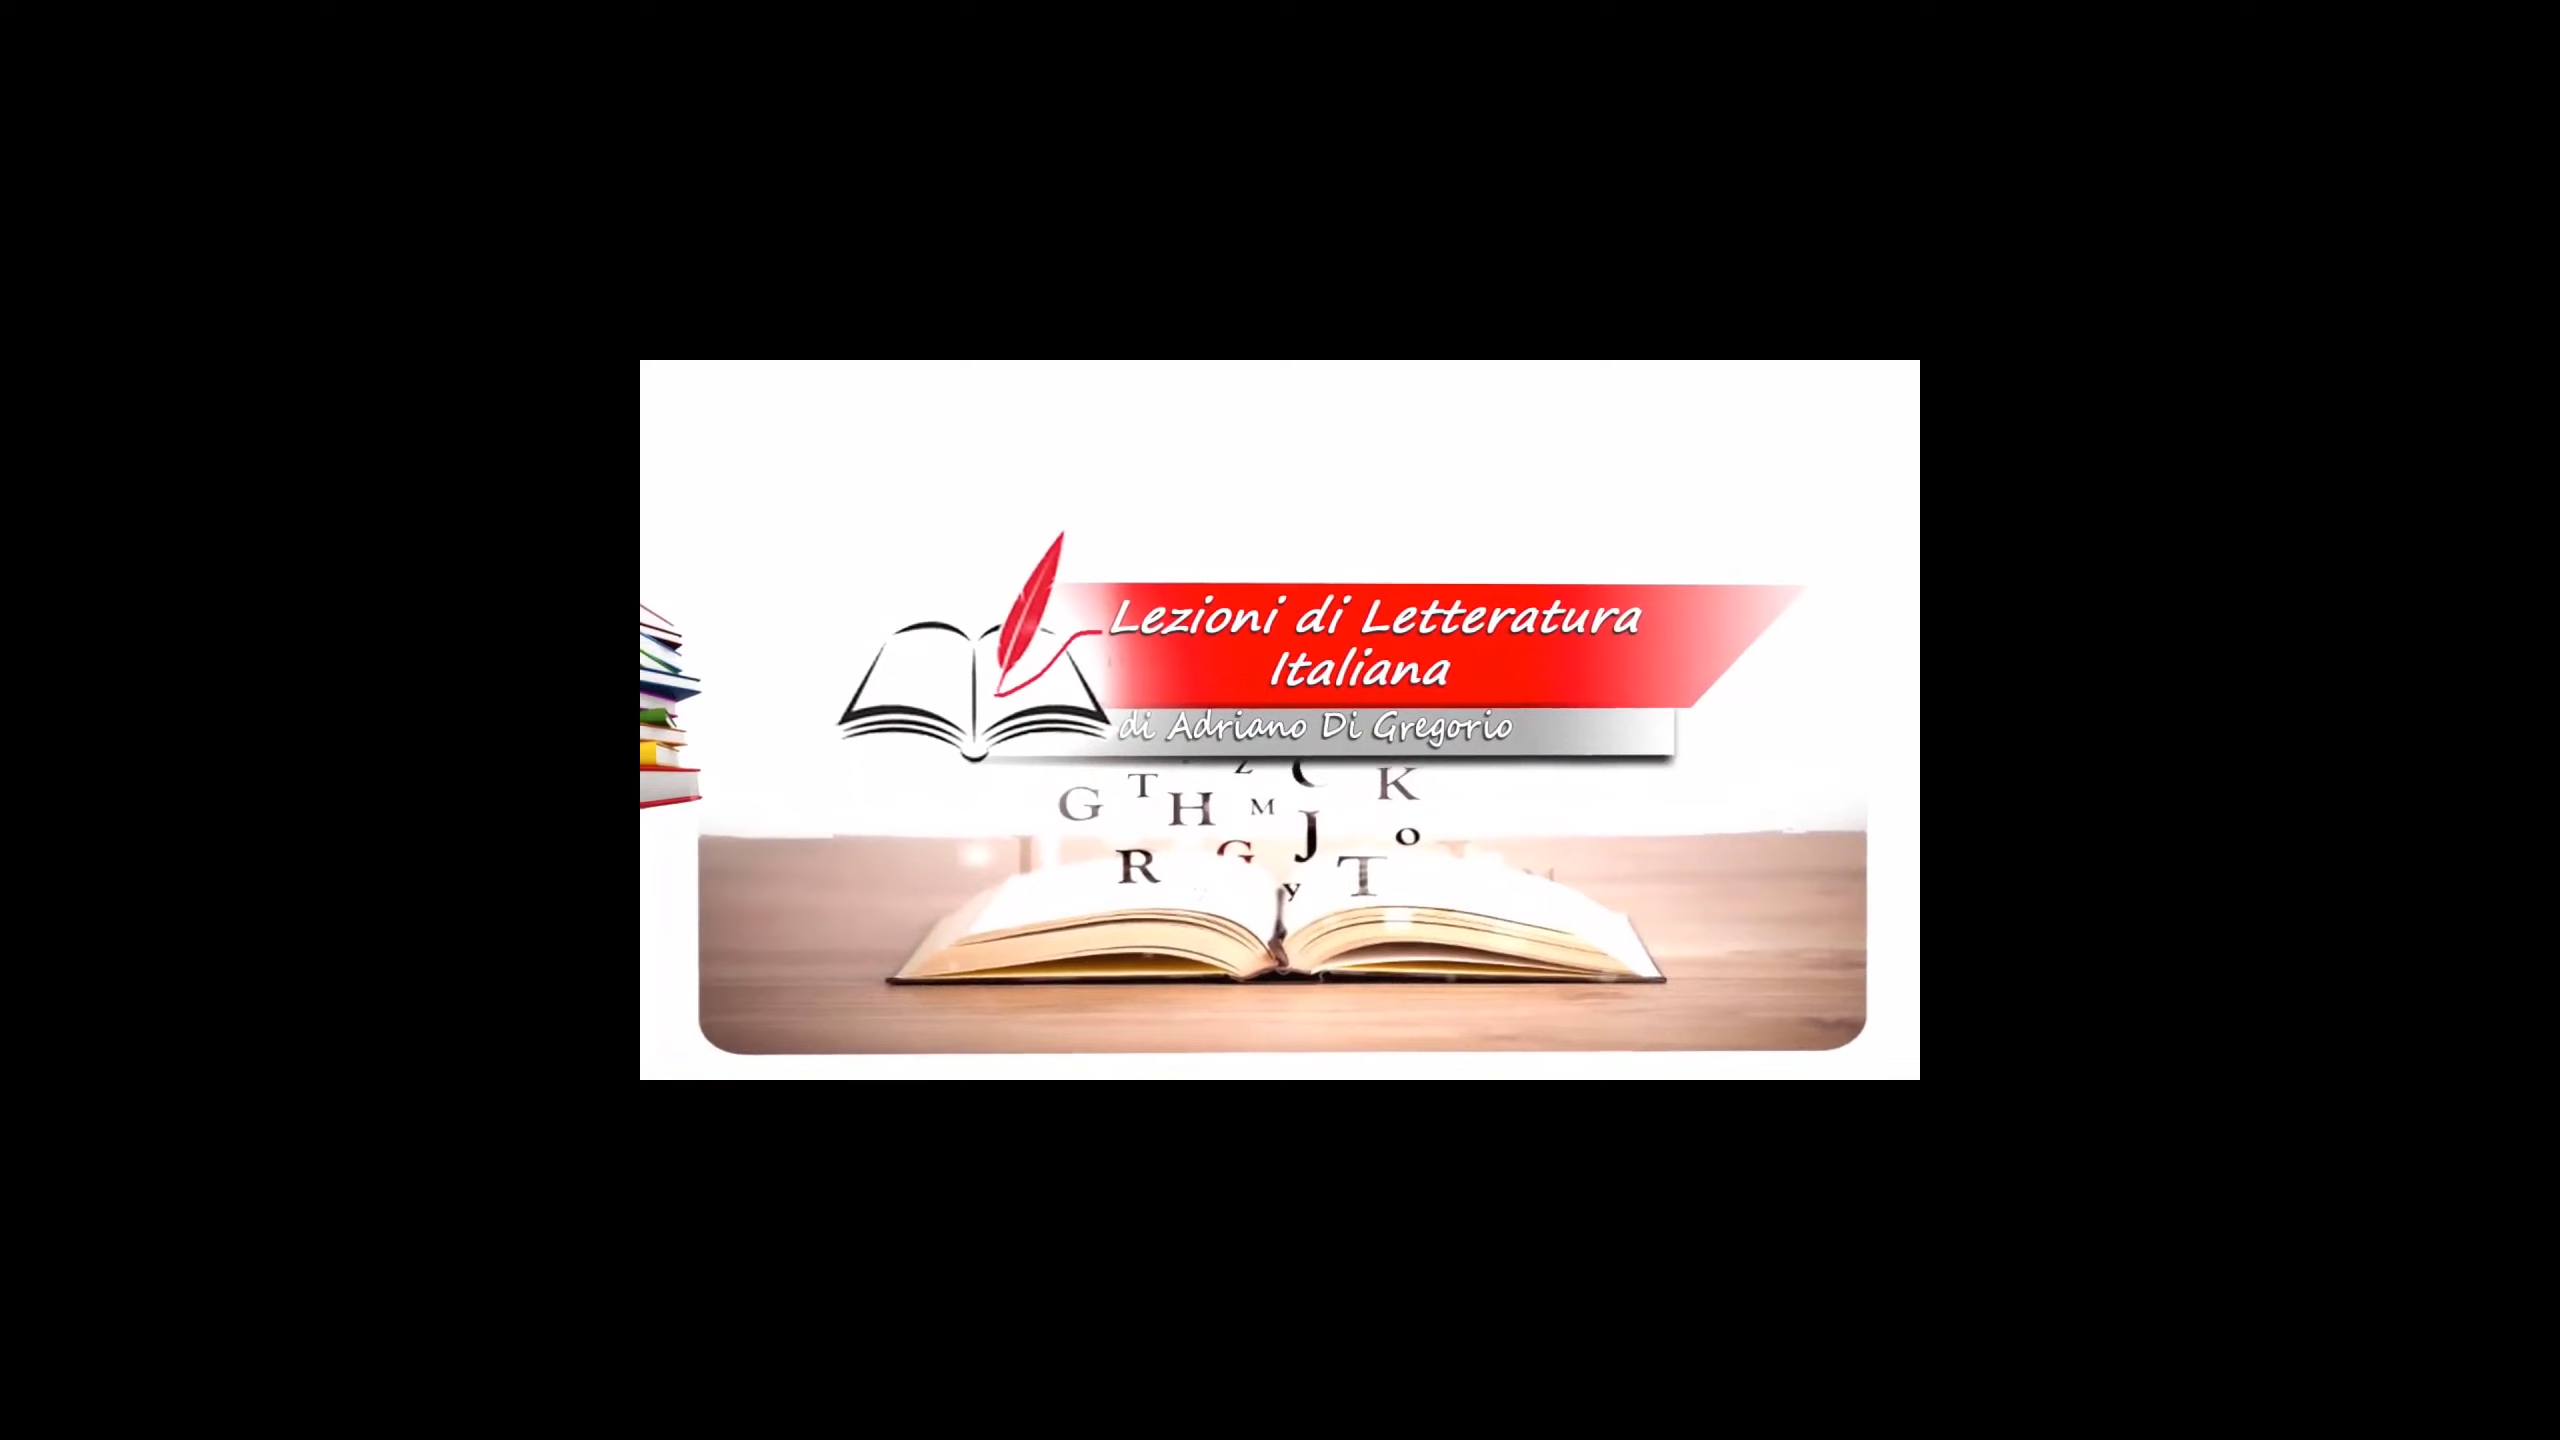 Lezioni di Letteratura
Italiana
di Adriano Di Gregorio
Z K
G T H M J o
R G y T